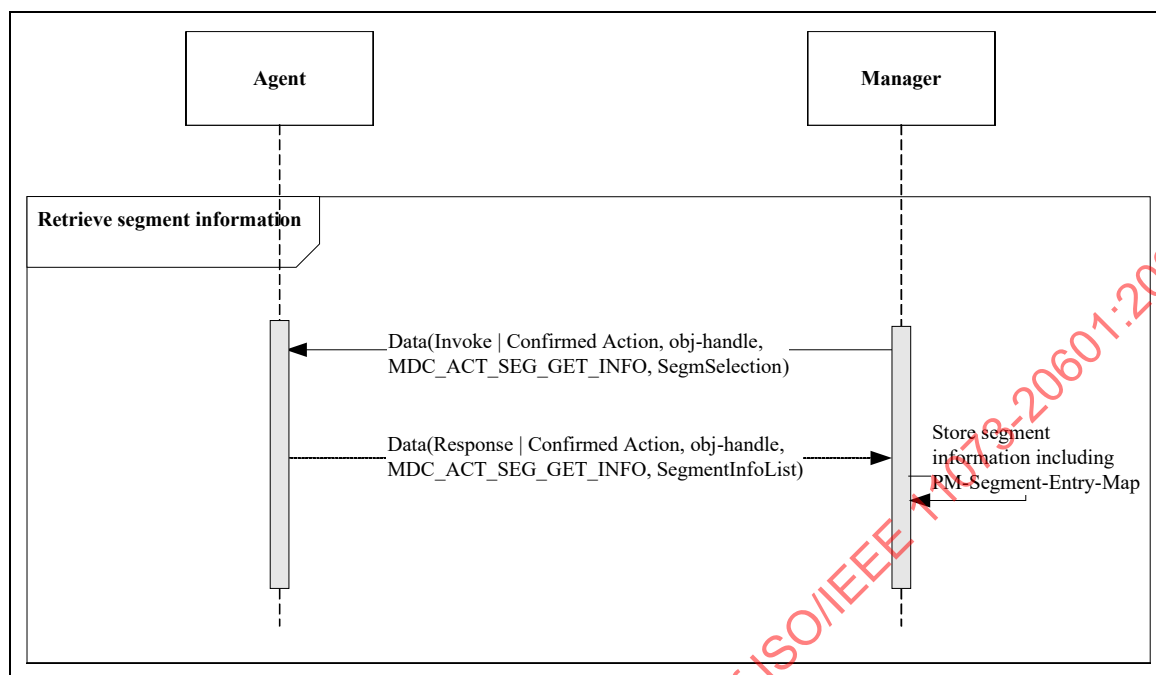 Agent
Manager
Retrieve segment information
Data(Invoke | Confirmed Action, obj-handle,
MDC_ACT_SEG_GET_INFO, SegmSelection)
Data(Response | Confirmed Action, obj-handle,
MDC_ACT_SEG_GET_INFO, SegmentInfoList)
Store segment
information including
PM-Segment-Entry-Map
ISO/IEEE 11073-20601:20